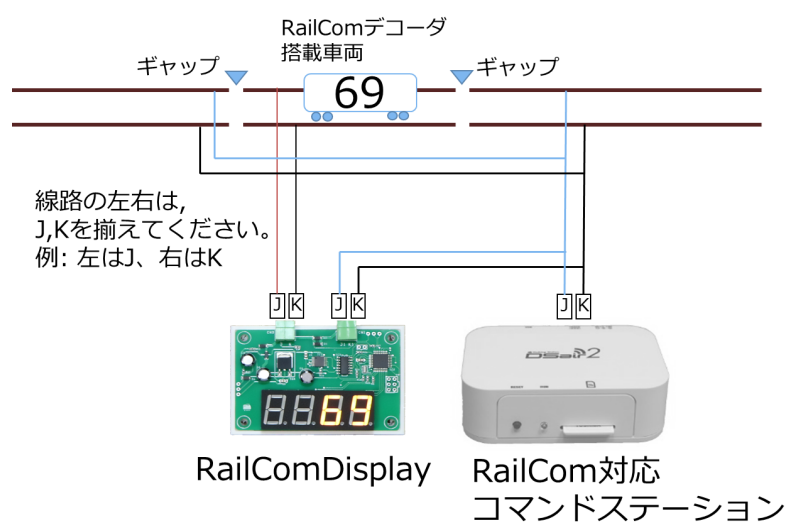 RailComデコーダ
搭載車両
ギャップ
ギャップ
69
線路の左右は,
J,Kを揃えてください。
例: 左はJ、右はK
J K
J K
J K
69
DSair2
RailComDisplay
RailCom対応
コマンドステーション